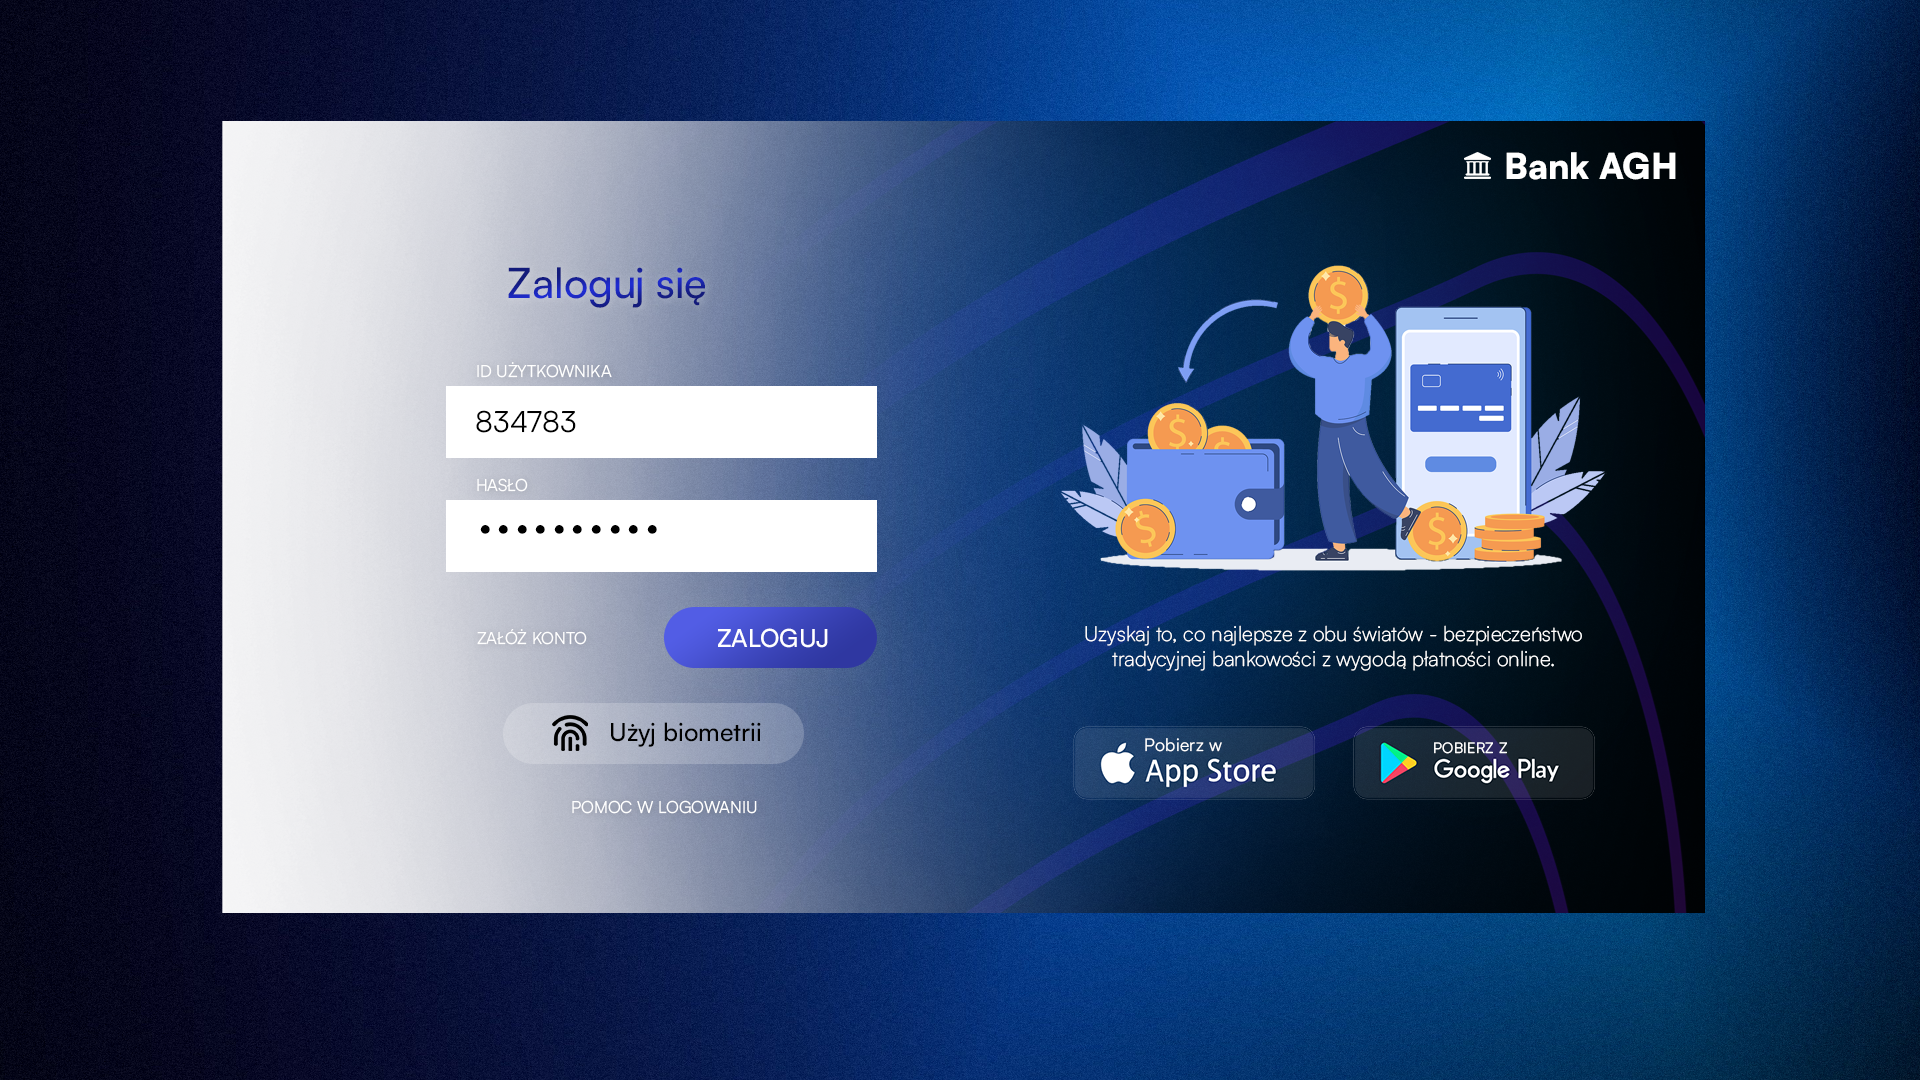 Bank AGH
Zaloguj się
ID UŻYTKOWNIKA
834783
HASŁO
••••••••••
ZAŁÓŻ KONTO
ZALOGUJ
Użyj biometrii
POMOC W LOGOWANIU
Uzyskaj to, co najlepsze z obu światów - bezpieczeństwo
tradycyjnej bankowości z wygodą płatności online.
Pobierz w
App Store
POBIERZ Z
Google Play